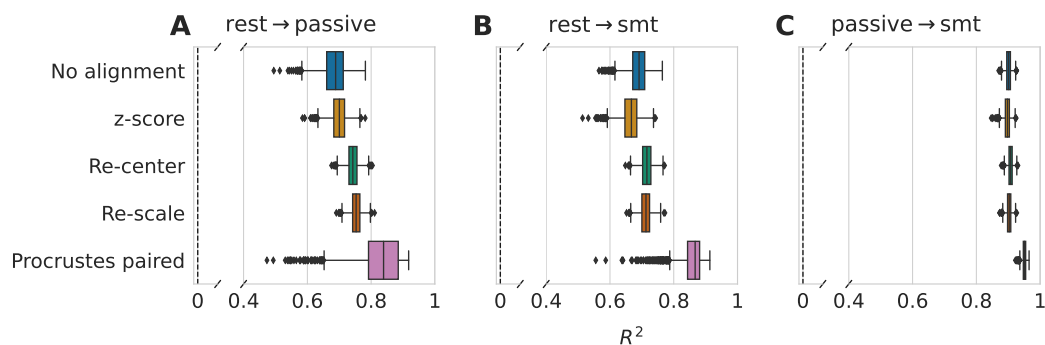 A rest→passive
B rest→smt
C passive→smt
No alignment
z-score
Re-center
Re-scale
Procrustes paired
0 0.4 0.6 0.8 1
0 0.4 0.6 0.8 1
0 0.4 0.6 0.8 1
R²